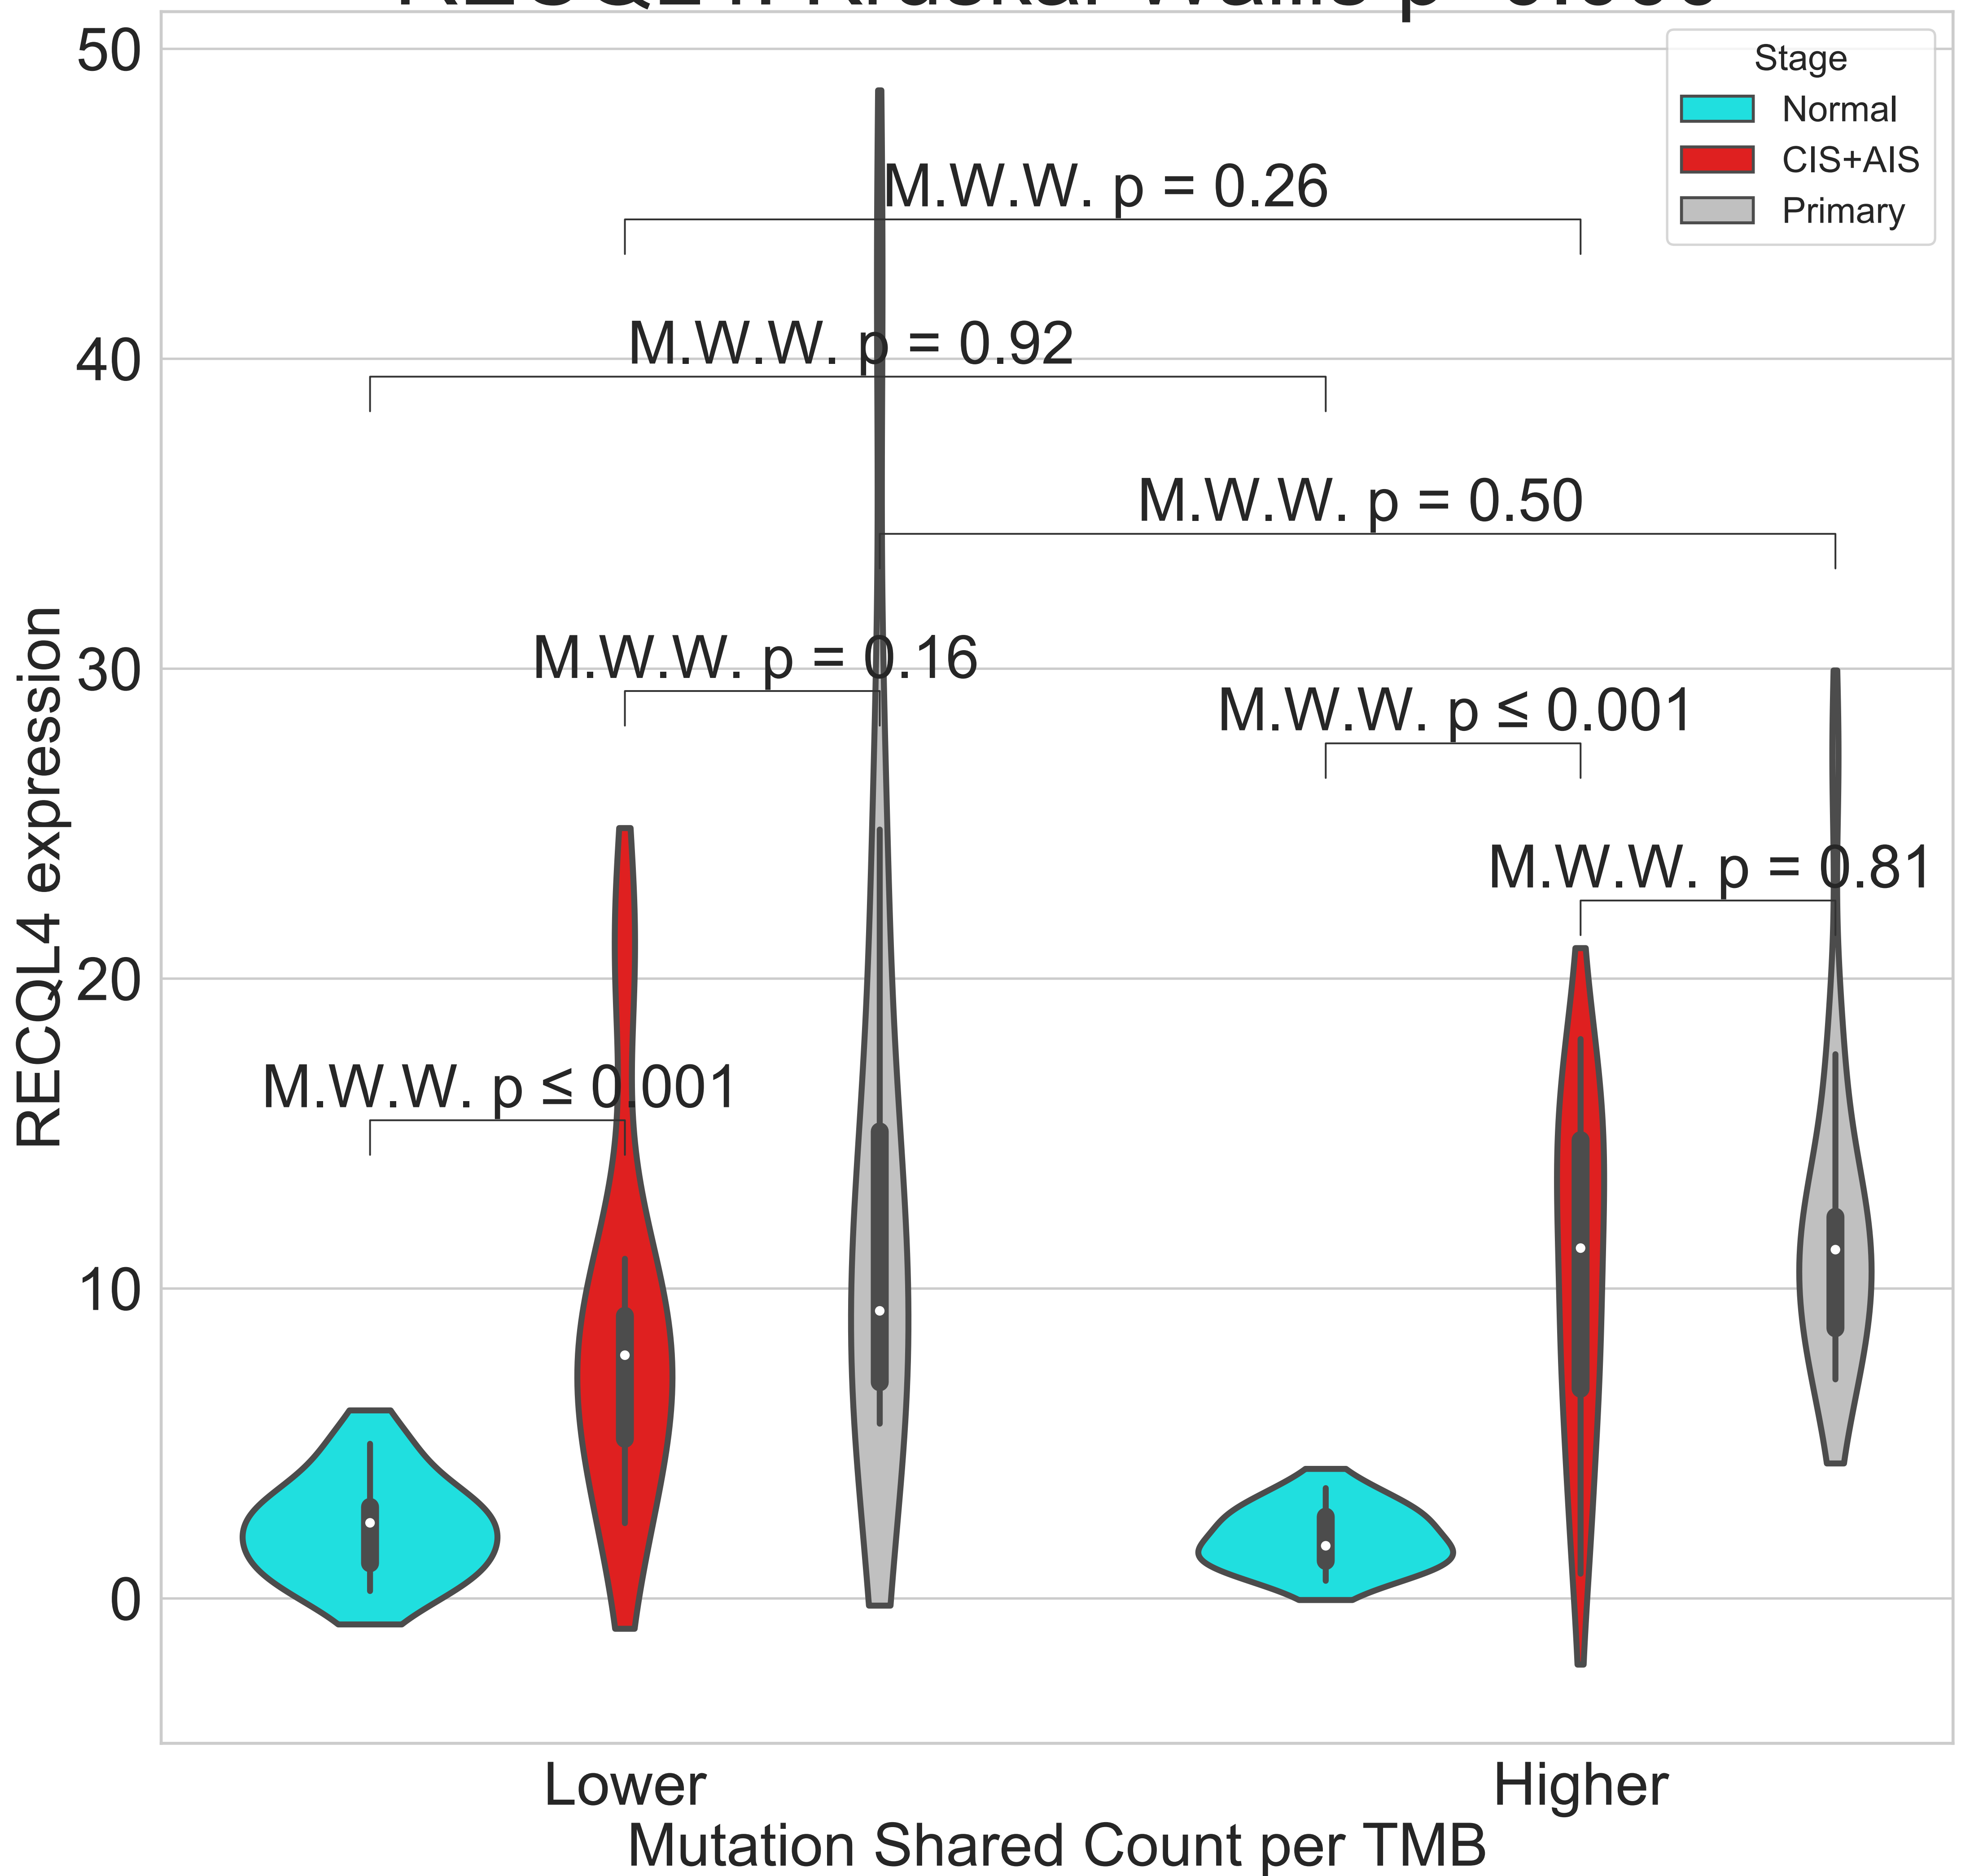 50
Stage
Normal
CIS+AIS
Primary
M.W.W. p = 0.26
40
M.W.W. p = 0.92
M.W.W. p = 0.50
30
M.W.W. p = 0.16
M.W.W. p ≤ 0.001
M.W.W. p = 0.81
RECQL4 expression
20
M.W.W. p ≤ 0.001
10
0
Lower
Higher
Mutation Shared Count per TMB